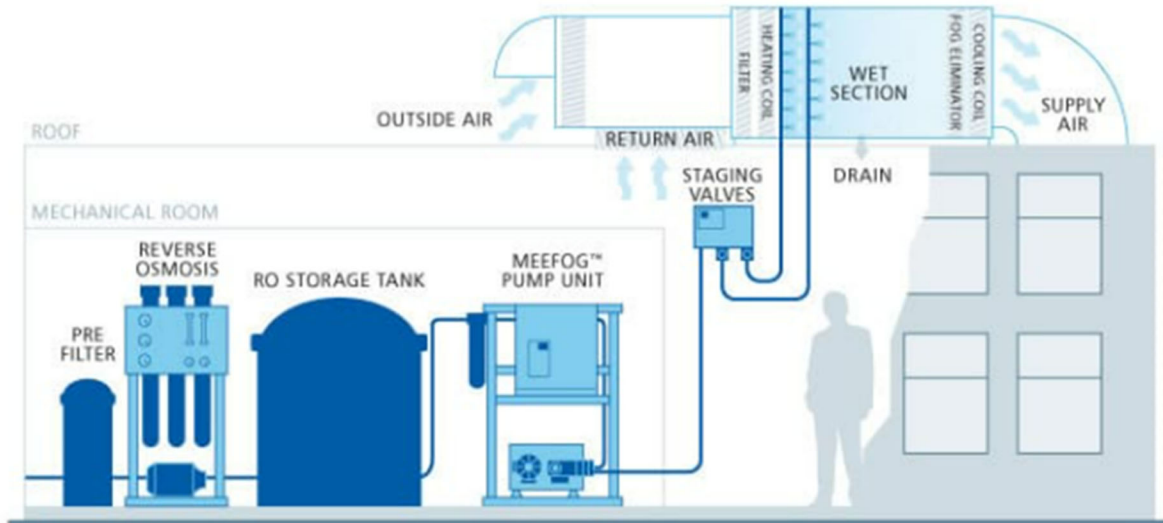 OUTSIDE AIR
ROOF
RETURN AIR
FILTER
HEATING COIL
WET
SECTION
FOG ELIMINATOR
COOLING COIL
SUPPLY
AIR
STAGING
VALVES
DRAIN
MECHANICAL ROOM
REVERSE
OSMOSIS
RO STORAGE TANK
MEEFOG™
PUMP UNIT
PRE
FILTER